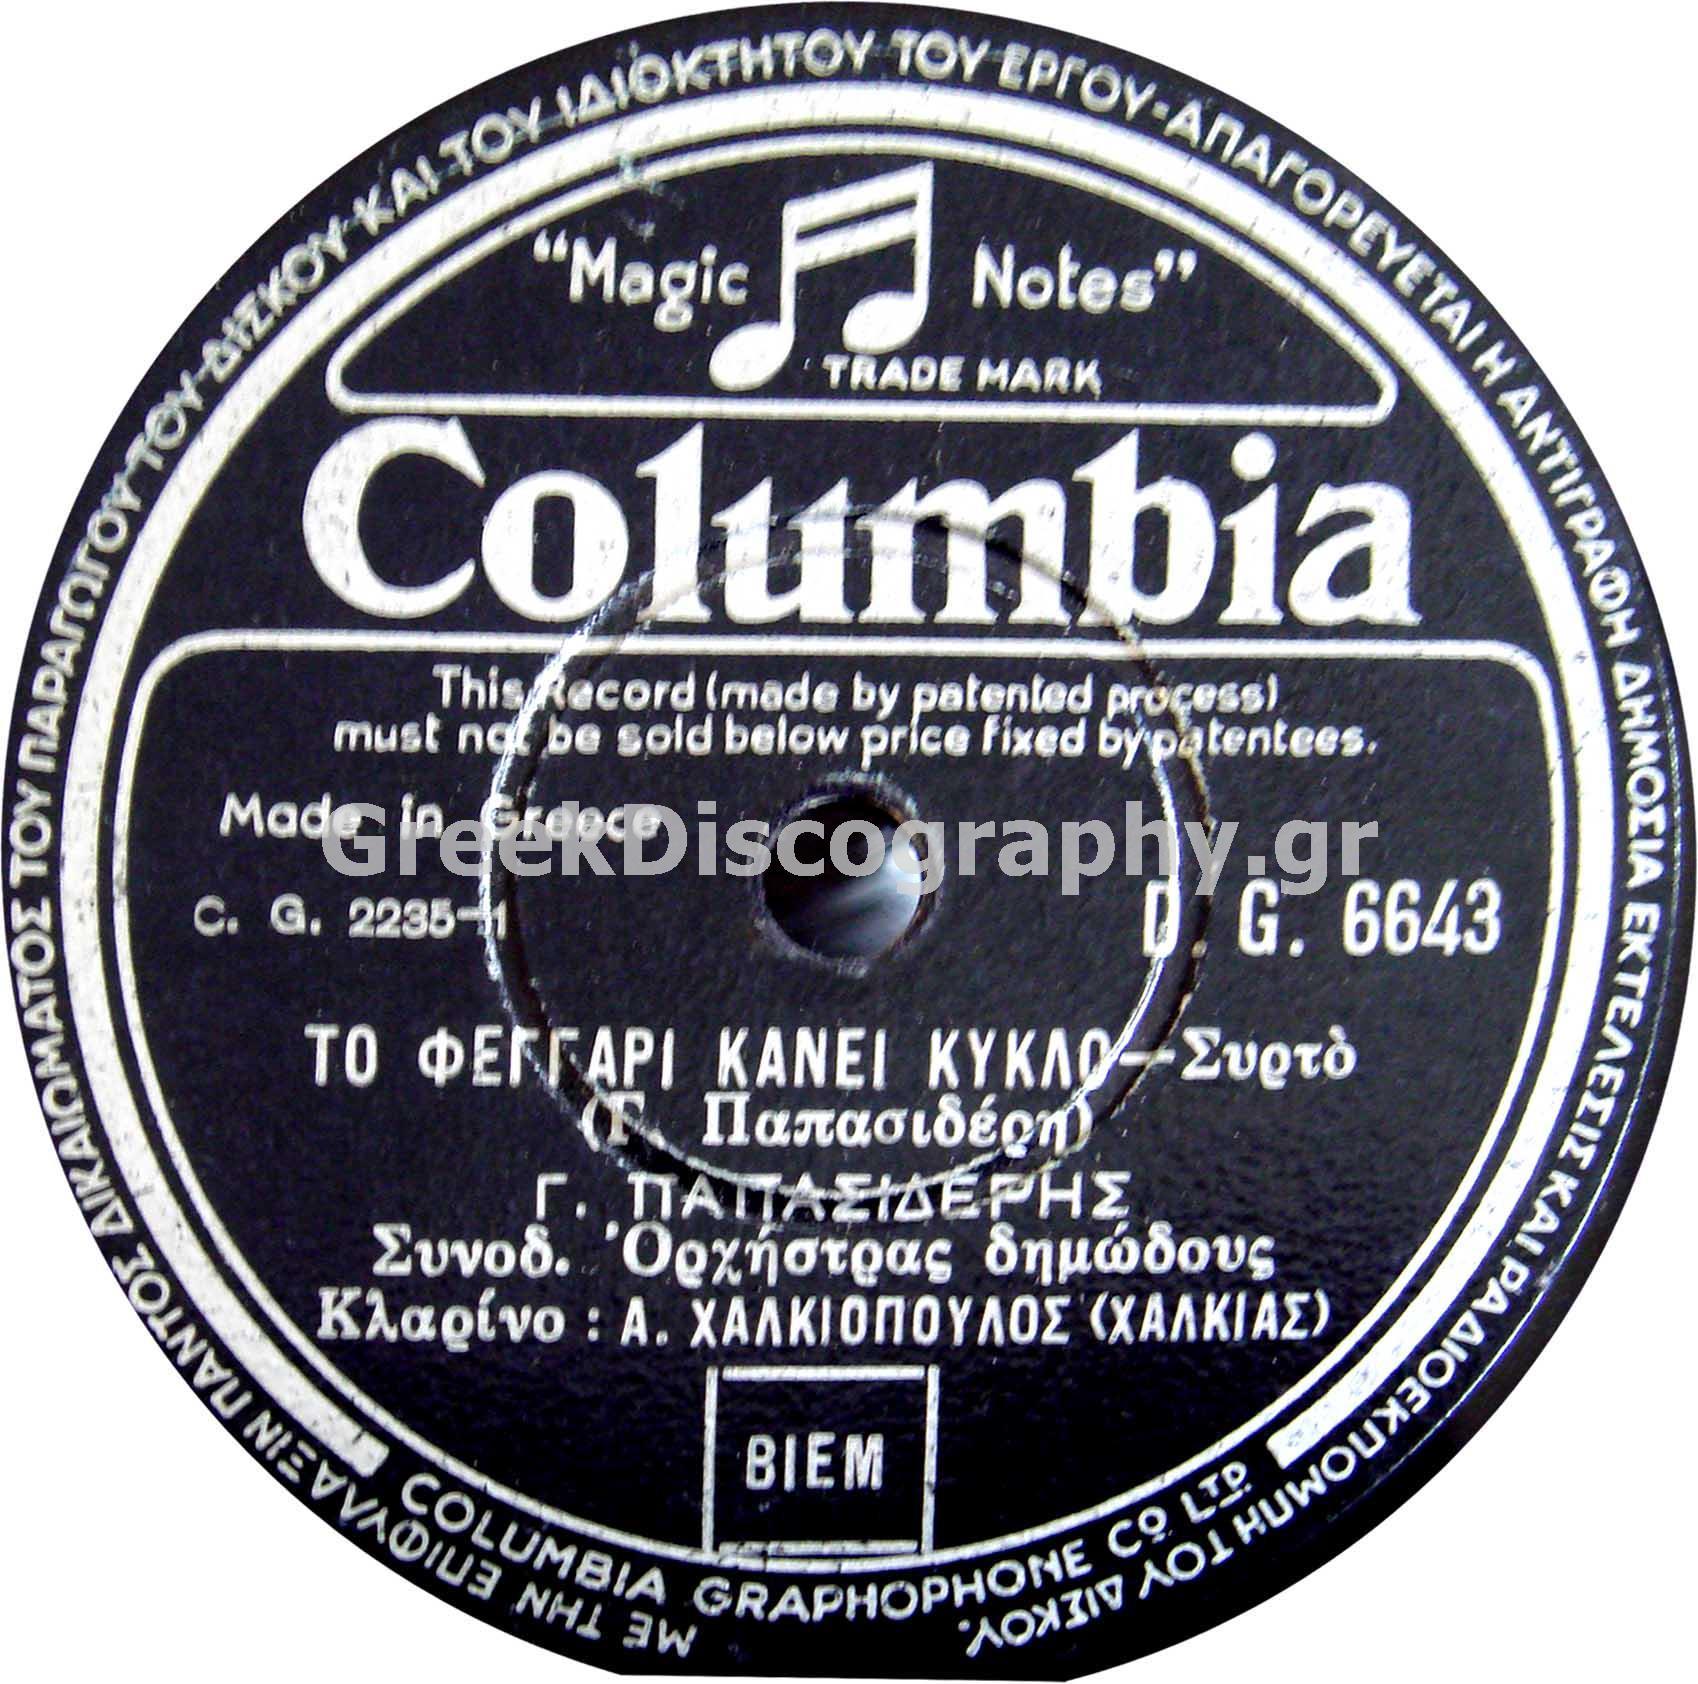 ΜΕ ΤΗΝ ΕΠΙΦΥΛΑΞΙΝ ΠΑΝΤΟΣ ΔΙΚΑΙΩΜΑΤΟΣ ΤΟΥ ΠΑΡΑΓΩΓΟΥ ΤΟΥ ΔΙΣΚΟΥ ΚΑΙ ΤΟΥ ΙΔΙΟΚΤΗΤΟΥ ΤΟΥ ΕΡΓΟΥ-ΑΠΑΓΟΡΕΥΕΤΑΙ Η ΑΝΤΙΓΡΑΦΗ ΔΗΜΟΣΙΑ ΕΚΤΕΛΕΣΙΣ ΚΑΙ ΡΑΔΙΟΕΚΠΟΜΠΗ ΤΟΥ ΔΙΣΚΟΥ.
"Magic Notes"
TRADE MARK
Columbia
This Record (made by patented process)
must not be sold below price fixed by patentees.
Made in Greece
GreekDiscography.gr
C. G. 2235-1
D. G. 6643
ΤΟ ΦΕΓΓΑΡΙ ΚΑΝΕΙ ΚΥΚΛΟ—Συρτὸ
(Γ. Παπασιδέρη)
Γ. ΠΑΠΑΣΙΔΕΡΗΣ
Συνοδ. Ὀρχήστρας δημώδους
Κλαρίνο : Α. ΧΑΛΚΙΟΠΟΥΛΟΣ (ΧΑΛΚΙΑΣ)
BIEM
COLUMBIA GRAPHOPHONE CO LTD